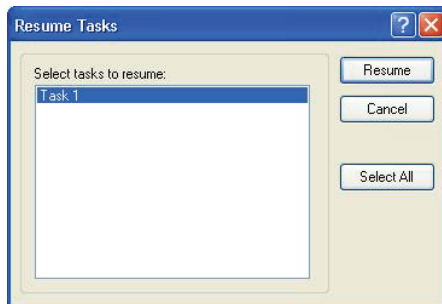 Resume Tasks
Select tasks to resume:
Task 1
Resume
Cancel
Select All